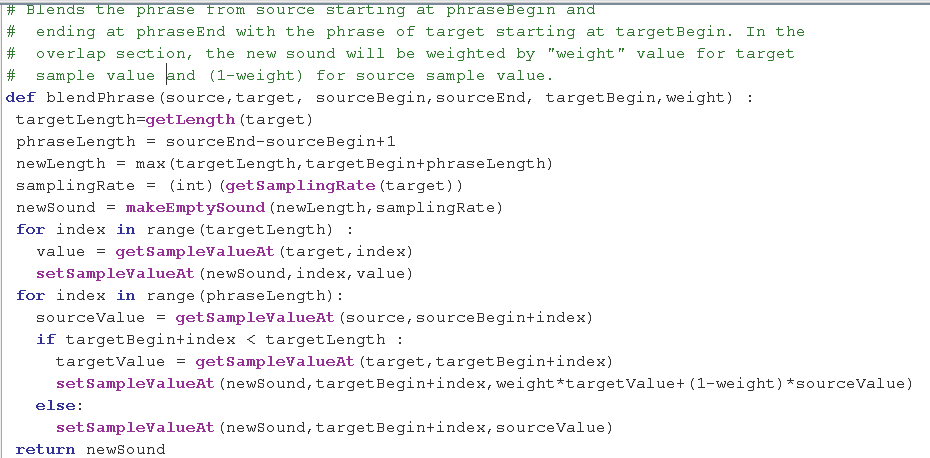 # Blends the phrase from source starting at phraseBegin and
#  ending at phraseEnd with the phrase of target starting at targetBegin. In the
#  overlap section, the new sound will be weighted by "weight" value for target
#  sample value and (1-weight) for source sample value.
def blendPhrase(source,target, sourceBegin,sourceEnd, targetBegin,weight) :
 targetLength=getLength(target)
 phraseLength = sourceEnd-sourceBegin+1
 newLength = max(targetLength,targetBegin+phraseLength)
 samplingRate = (int)(getSamplingRate(target))
 newSound = makeEmptySound(newLength,samplingRate)
 for index in range(targetLength) :
   value = getSampleValueAt(target,index)
   setSampleValueAt(newSound,index,value)
 for index in range(phraseLength):
   sourceValue = getSampleValueAt(source,sourceBegin+index)
   if targetBegin+index < targetLength :
     targetValue = getSampleValueAt(target,targetBegin+index)
     setSampleValueAt(newSound,targetBegin+index,weight*targetValue+(1-weight)*sourceValue)
   else:
     setSampleValueAt(newSound,targetBegin+index,sourceValue)
 return newSound